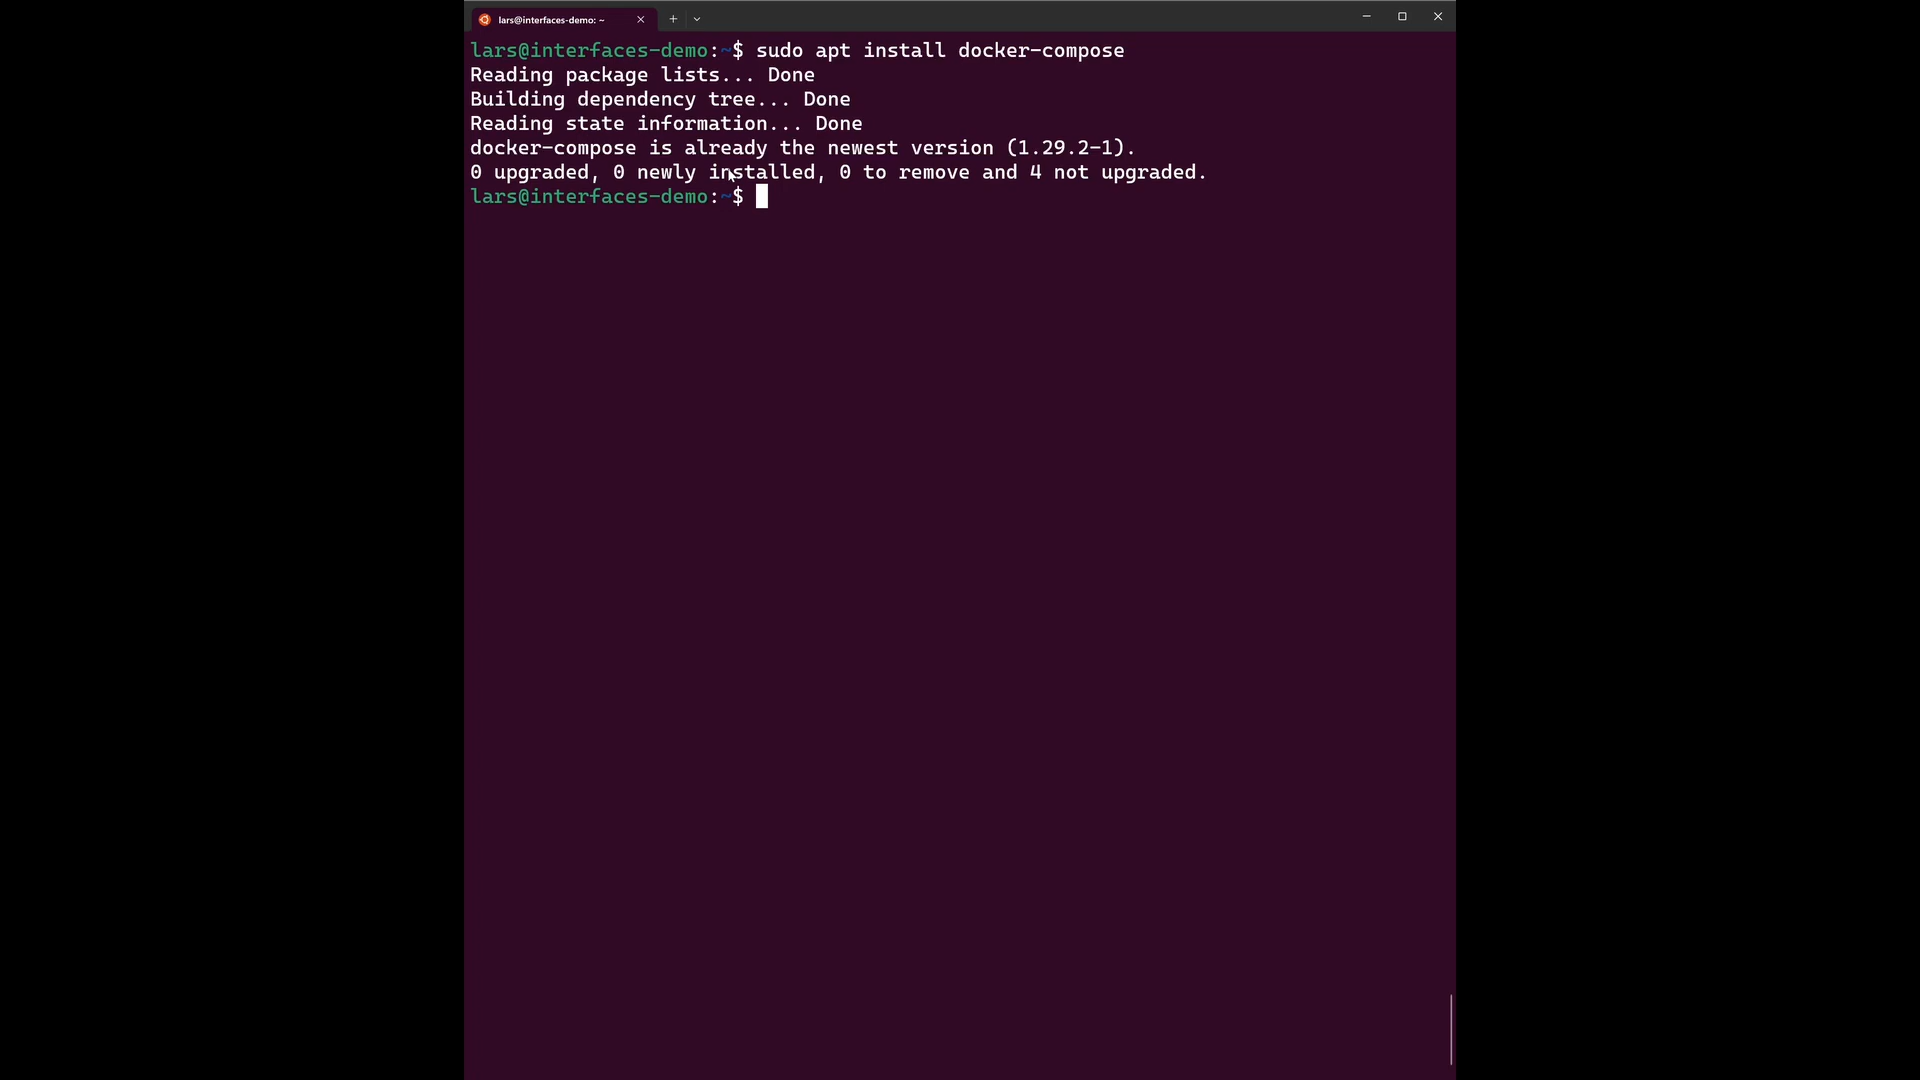 lars@interfaces-demo: ~
lars@interfaces-demo:~$ sudo apt install docker-compose
Reading package lists... Done
Building dependency tree... Done
Reading state information... Done
docker-compose is already the newest version (1.29.2-1).
0 upgraded, 0 newly installed, 0 to remove and 4 not upgraded.
lars@interfaces-demo:~$